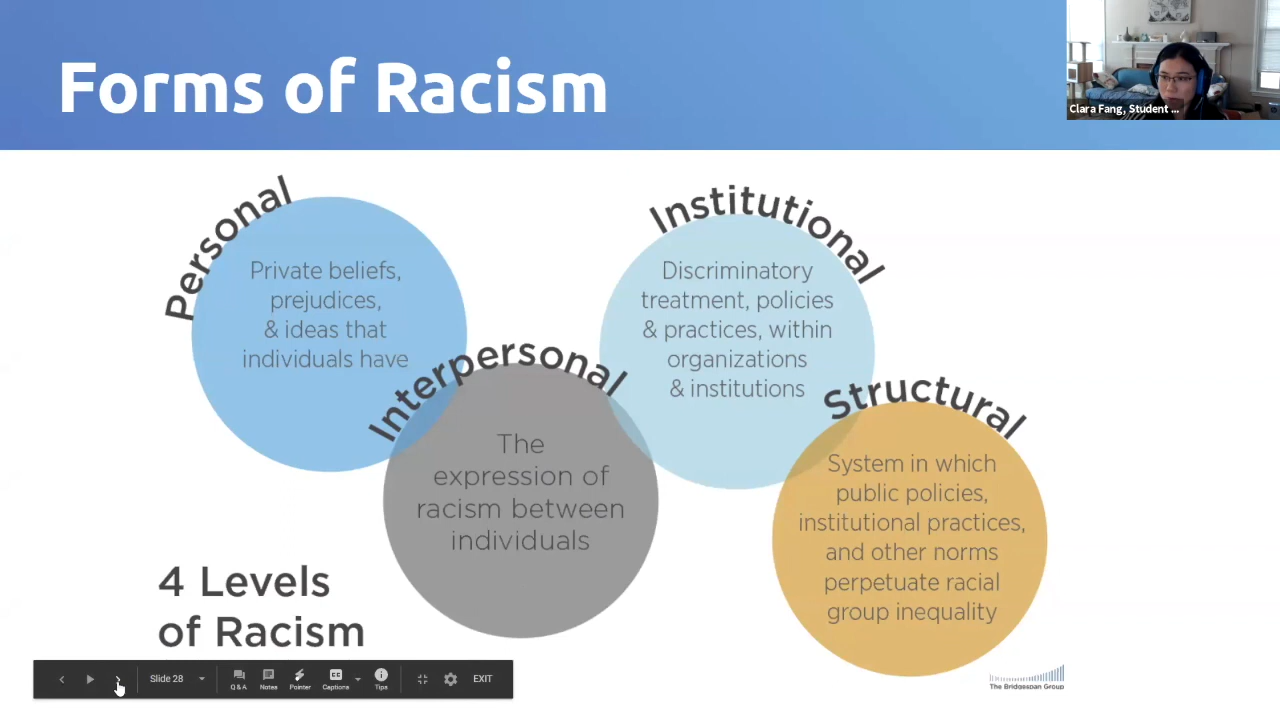 Forms of Racism
Clara Fang, Student ...
Personal
Private beliefs,
prejudices,
& ideas that
individuals have
Interpersonal
The
expression of
racism between
individuals
Institutional
Discriminatory
treatment, policies
& practices, within
organizations
& institutions
Structural
System in which
public policies,
institutional practices,
and other norms
perpetuate racial
group inequality
4 Levels
of Racism
The Bridgespan Group
Slide 28
Q&A
Notes
Pointer
CC
Captions
Tips
EXIT